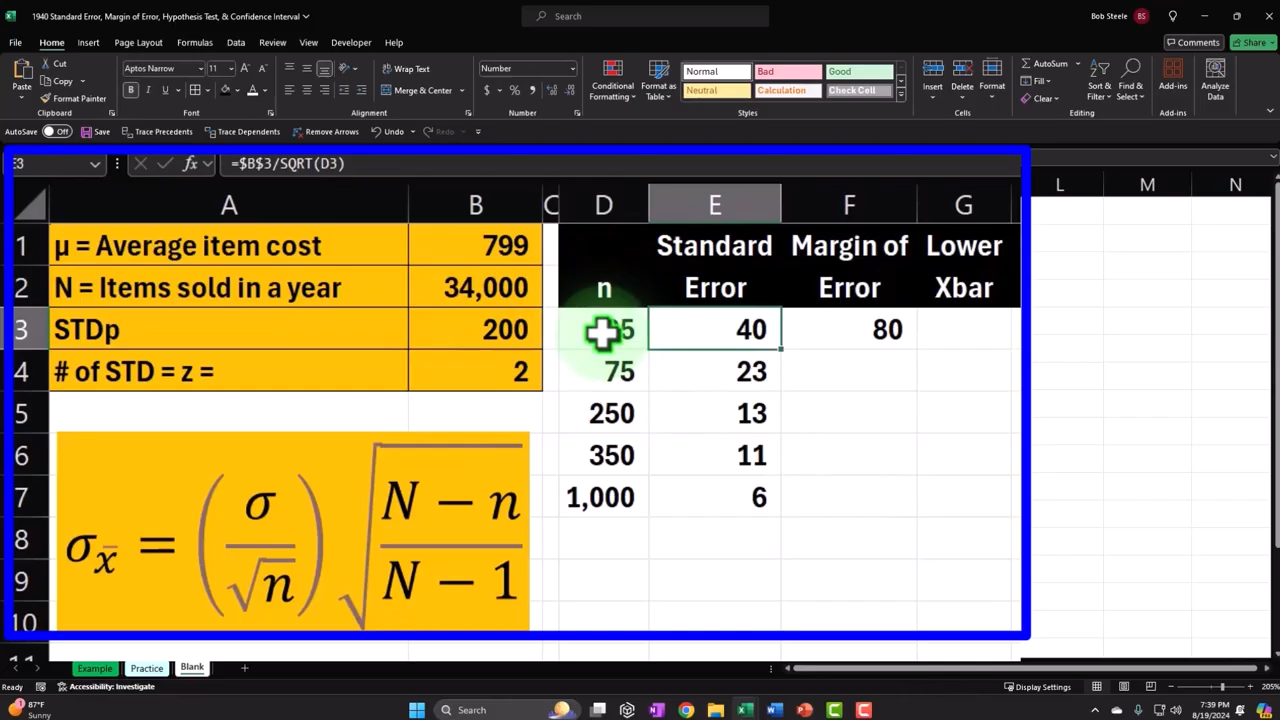 1940 Standard Error, Margin of Error, Hypothesis Test, & Confidence Interval
Search
Bob Steele
BS
File Home Insert Page Layout Formulas Data Review View Developer Help
Comments
Share
Paste
Cut
Copy
Format Painter
Clipboard
Aptos Narrow
11
Font
Wrap Text
Merge & Center
Alignment
Number
Number
Conditional Formatting
Format as Table
Normal Bad Good
Neutral Calculation Check Cell
Styles
Insert Delete Format
Cells
AutoSum
Fill
Clear
Sort & Filter
Find & Select
Editing
Add-ins
Add-ins
Analyze Data
AutoSave Off Save Trace Precedents Trace Dependents Remove Arrows Undo Redo
fx =$B$3/SQRT(D3)
A B C D E F G L M N
1 µ = Average item cost 799 Standard Margin of Lower
2 N = Items sold in a year 34,000 n Error Error Xbar
3 STDp 200 40 80
4 # of STD = z = 2 75 23
5 250 13
6 350 11
7 1,000 6
8
9
10
σx̄ = (σ/√n) √(N − n)/(N − 1)
Example Practice Blank
Ready Accessibility: Investigate Display Settings 205%
87°F
Sunny
Search
7:39 PM
8/19/2024